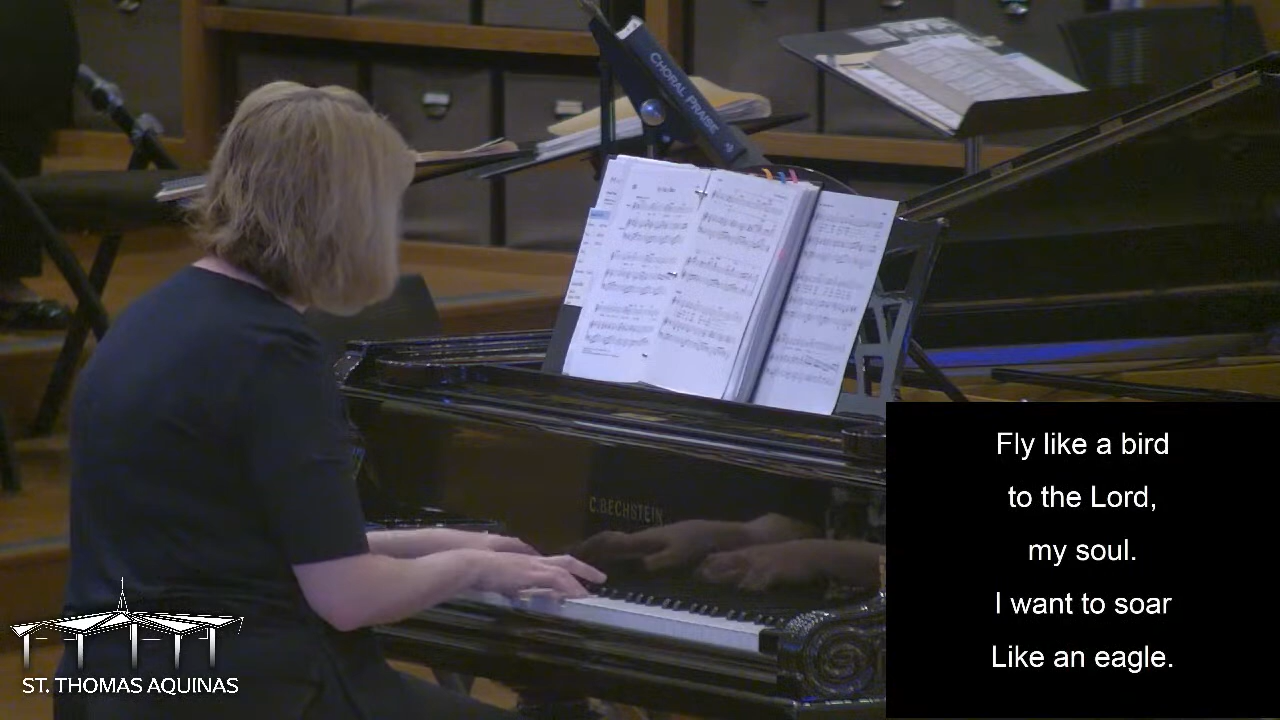 CHORAL PRAISE
C. BECHSTEIN
Fly like a bird
to the Lord,
my soul.
I want to soar
Like an eagle.
ST. THOMAS AQUINAS